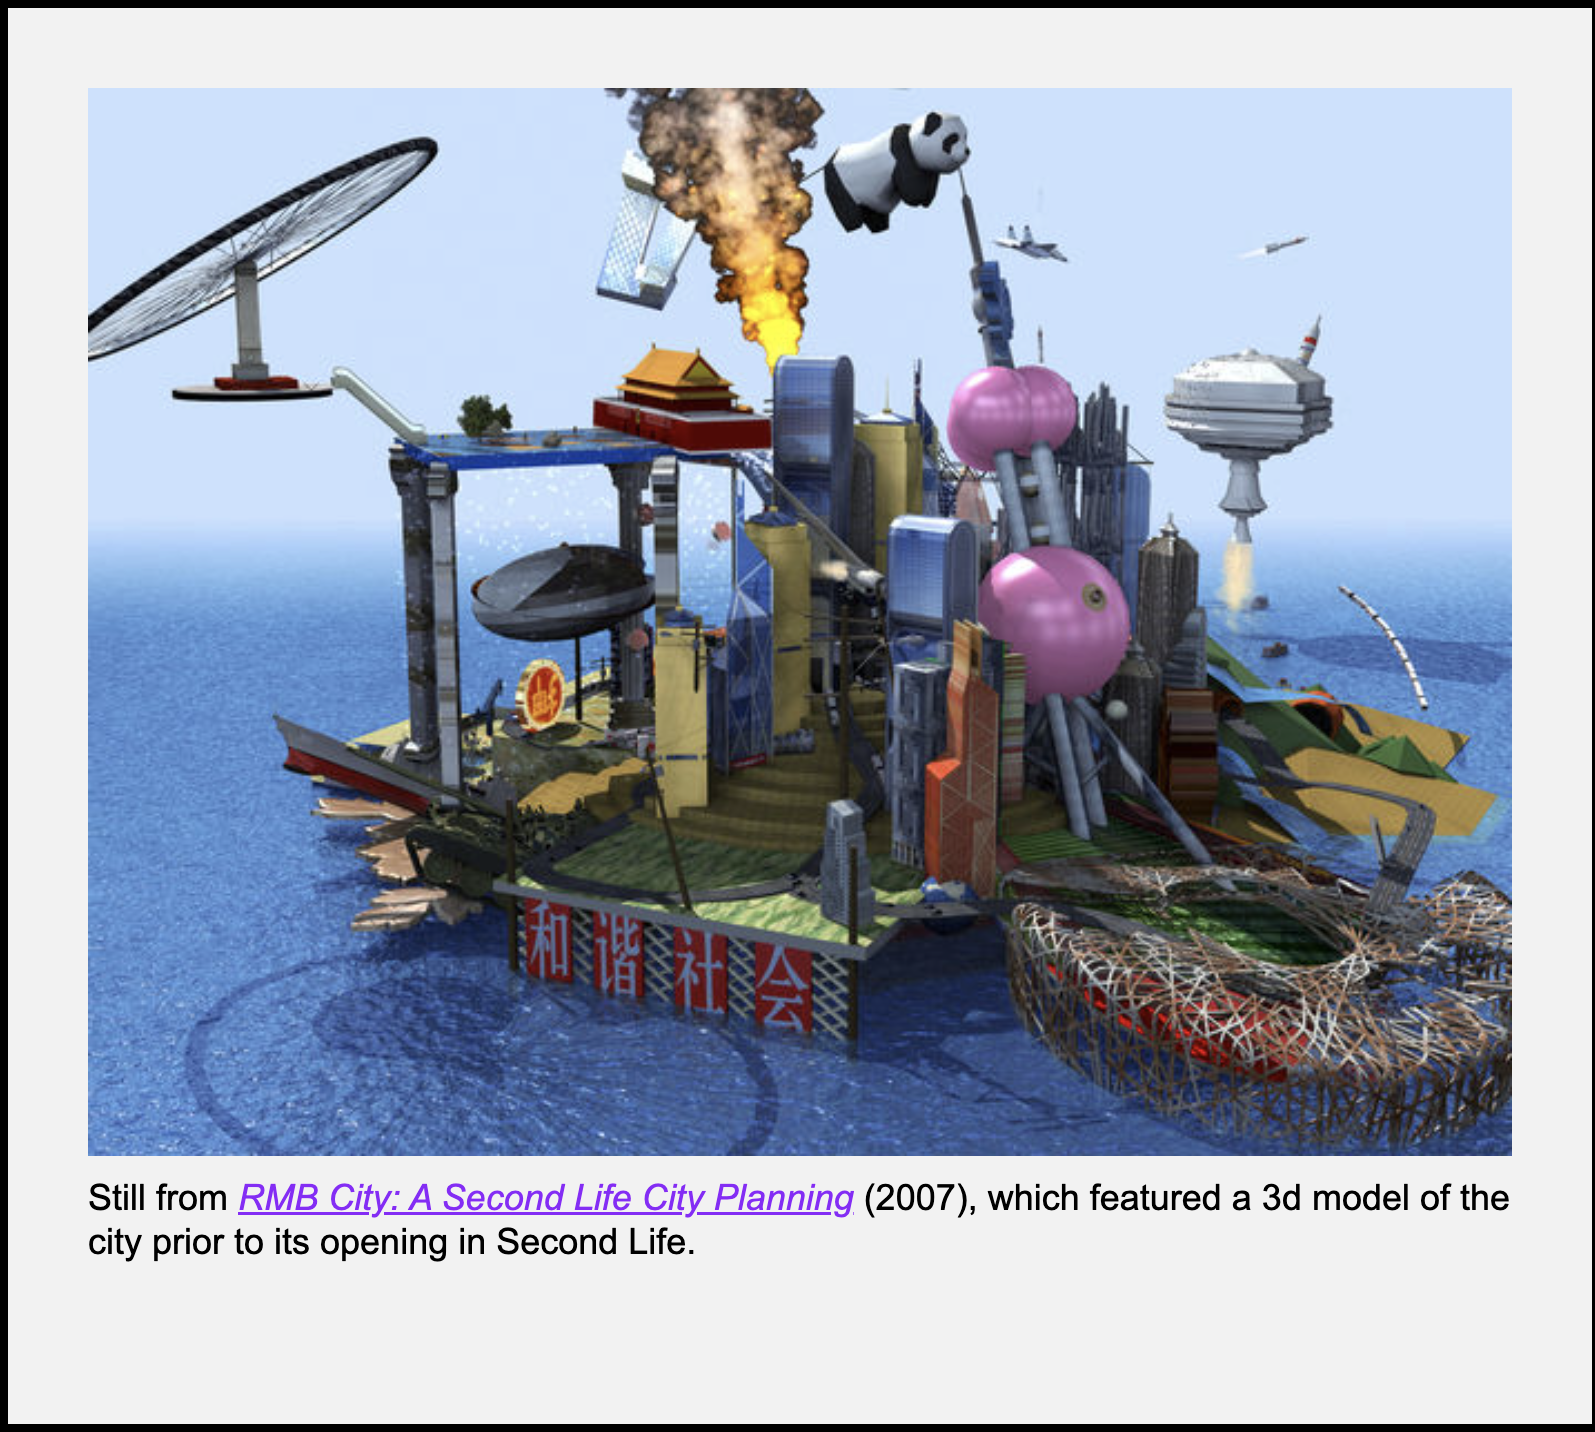 和谐社会
Still from RMB City: A Second Life City Planning (2007), which featured a 3d model of the
city prior to its opening in Second Life.